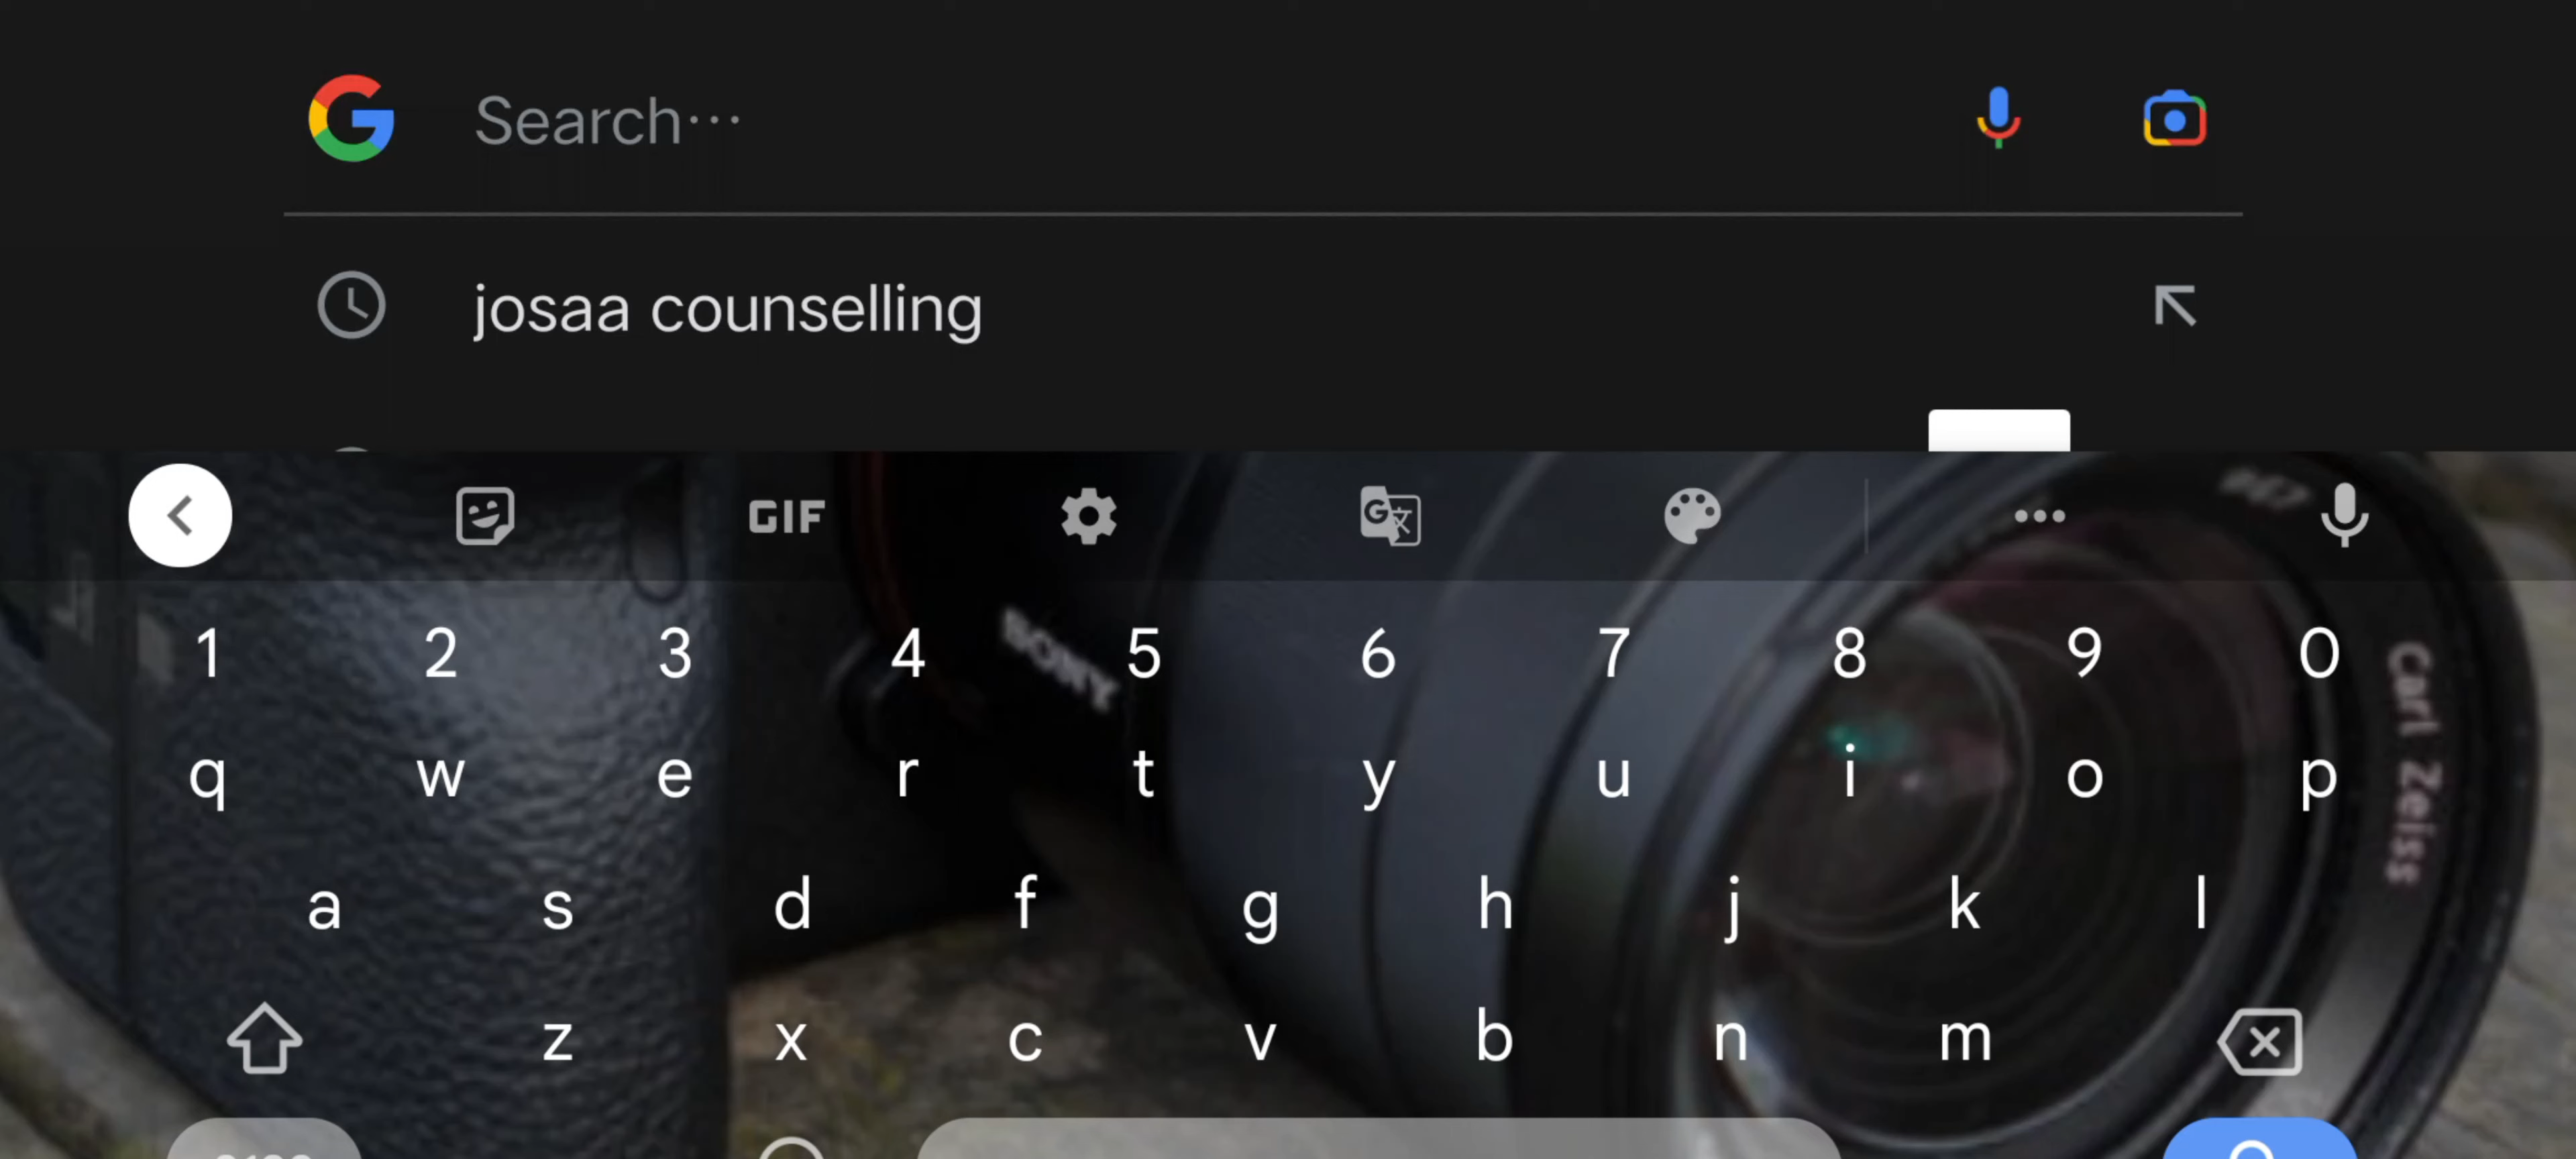 Search...
josaa counselling
GIF
1 2 3 4 5 6 7 8 9 0
SONY
q w e r t y u i o p
Carl Zeiss
a s d f g h j k l
z x c v b n m